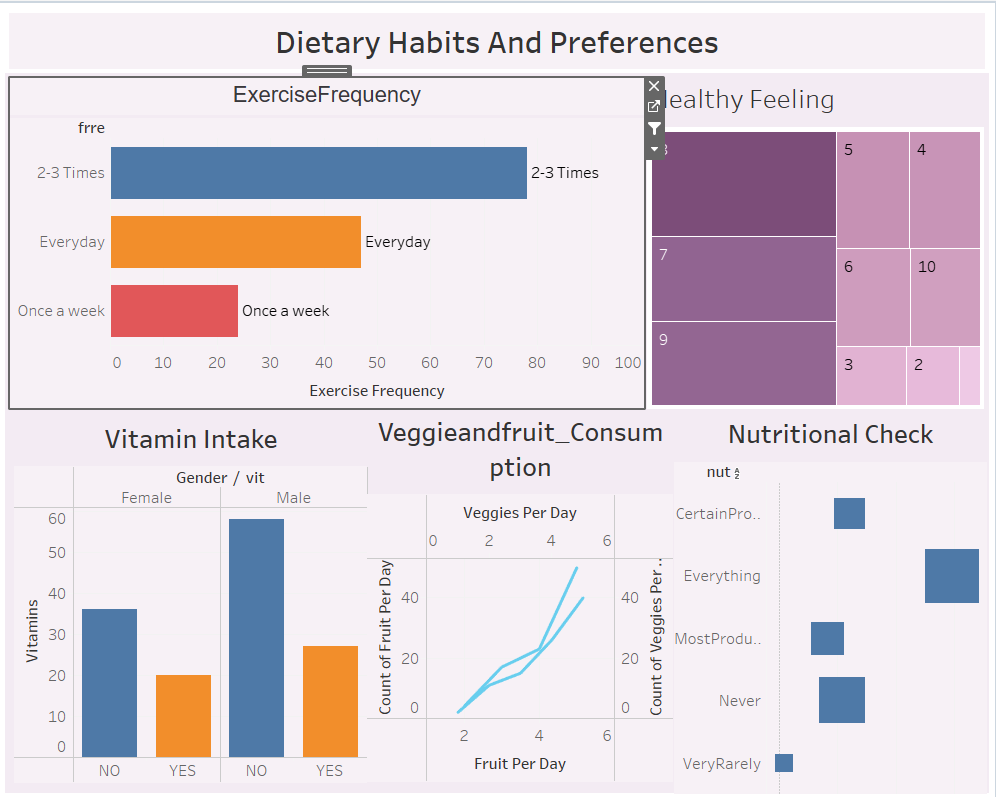 Dietary Habits And Preferences
ExerciseFrequency
frre
2-3 Times
2-3 Times
Everyday
Everyday
Once a week
Once a week
0 10 20 30 40 50 60 70 80 90 100
Exercise Frequency
ealthy Feeling
5 4
7
6 10
9
3 2
Vitamin Intake
Gender / vit
Female Male
Vitamins
60
50
40
30
20
10
0
NO YES NO YES
Veggieandfruit_Consum
ption
Veggies Per Day
0 2 4 6
Count of Fruit Per Day
40
20
0
40
20
0
Count of Veggies Per ..
2 4 6
Fruit Per Day
Nutritional Check
nut
CertainPro..
Everything
MostProdu..
Never
VeryRarely